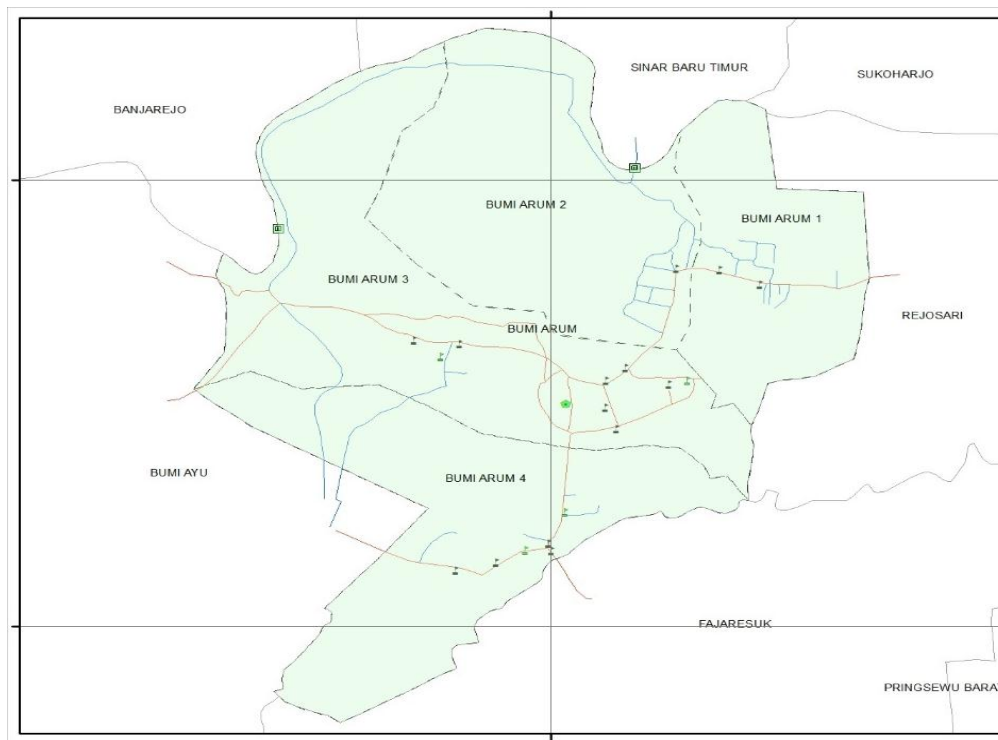 SINAR BARU TIMUR
SUKOHARJO
BANJAREJO
BUMI ARUM 2
BUMI ARUM 1
BUMI ARUM 3
REJOSARI
BUMI ARUM
BUMI AYU
BUMI ARUM 4
FAJARESUK
PRINGSEWU BARAT